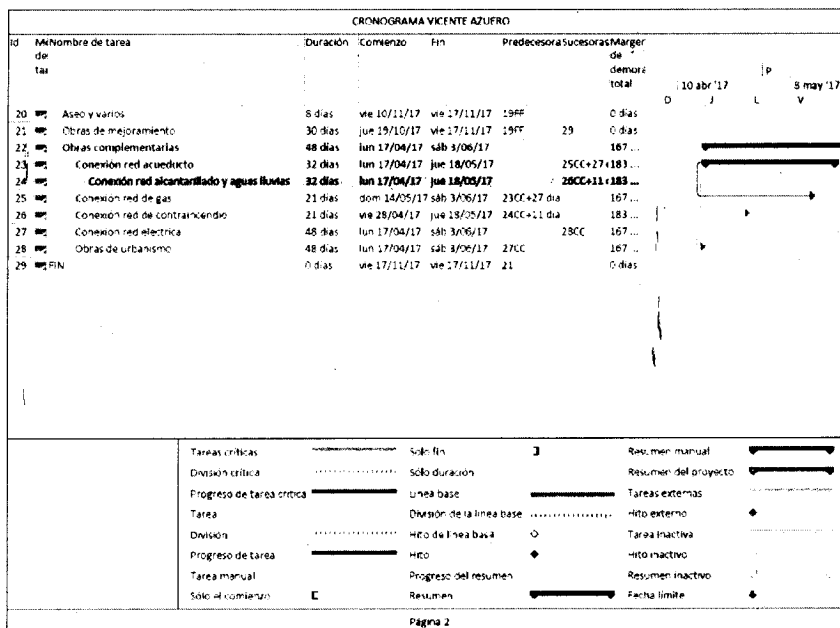 CRONOGRAMA VICENTE AZUERO
Id Nombre de tarea Duración Comienzo Fin Predecesora Sucesoras Margen
de de
tar demora P
total 10 abr '17 8 may '17
D J L V
20 Aseo y varios 8 días vie 10/11/17 vie 17/11/17 19FF 0 días
21 Obras de mejoramiento 30 días jue 19/10/17 vie 17/11/17 19FF 29 0 días
22 Obras complementarias 48 días lun 17/04/17 sáb 3/06/17 167 ...
23 Conexión red acueducto 32 días lun 17/04/17 jue 18/05/17 25CC+27 d 183 ...
24 Conexión red alcantarillado y aguas lluvias 32 días lun 17/04/17 jue 18/05/17 26CC+11 d 183 ...
25 Conexión red de gas 21 días dom 14/05/17 sáb 3/06/17 23CC+27 dia 167 ...
26 Conexión red de contraincendio 21 días vie 28/04/17 jue 18/05/17 24CC+11 dia 183 ...
27 Conexión red electrica 48 días lun 17/04/17 sáb 3/06/17 28CC 167 ...
28 Obras de urbanismo 48 días lun 17/04/17 sáb 3/06/17 27CC 167 ...
29 FIN 0 días vie 17/11/17 vie 17/11/17 21 0 días
Tareas críticas Sólo fin Resumen manual
División crítica Sólo duración Resumen del proyecto
Progreso de tarea crítica Línea base Tareas externas
Tarea División de la línea base Hito externo
División Hito de línea base Tarea inactiva
Progreso de tarea Hito Hito inactivo
Tarea manual Progreso del resumen Resumen inactivo
Sólo el comienzo Resumen Fecha límite
Página 2